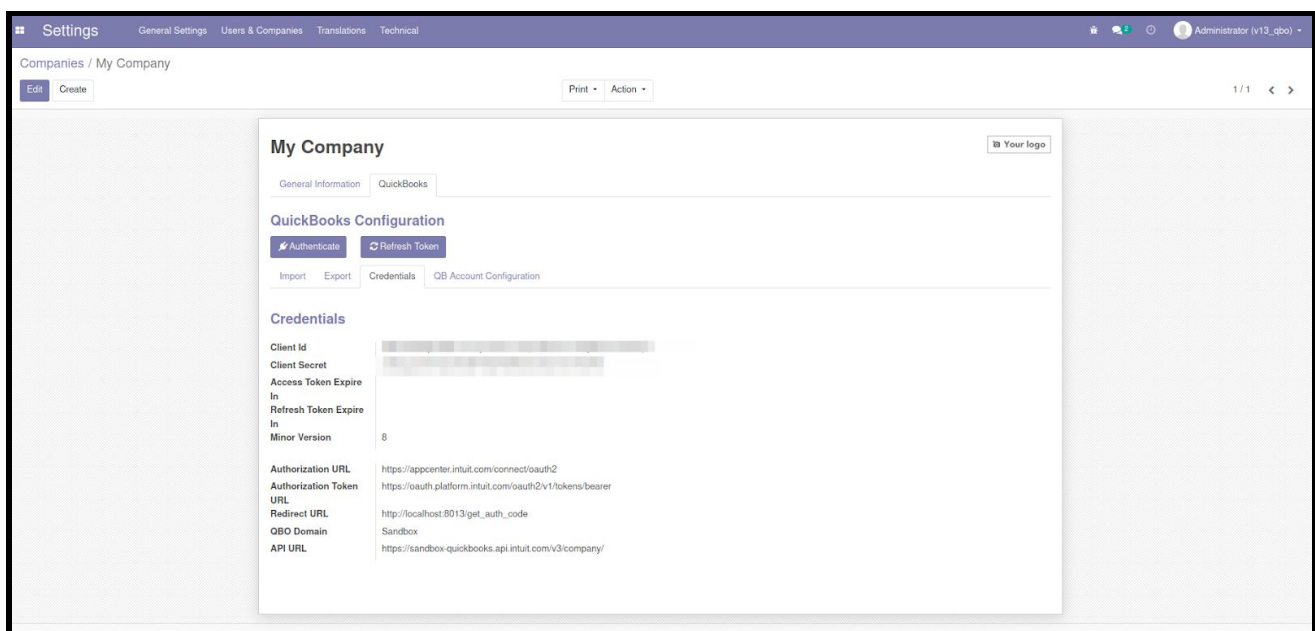 Settings General Settings Users & Companies Translations Technical 2 Administrator (v13_qbo)
Companies / My Company
Edit Create Print Action 1 / 1
My Company Your logo
General Information QuickBooks
QuickBooks Configuration
Authenticate Refresh Token
Import Export Credentials QB Account Configuration
Credentials
Client Id
Client Secret
Access Token Expire
In
Refresh Token Expire
In
Minor Version 8
Authorization URL https://appcenter.intuit.com/connect/oauth2
Authorization Token https://oauth.platform.intuit.com/oauth2/v1/tokens/bearer
URL
Redirect URL http://localhost:8013/get_auth_code
QBO Domain Sandbox
API URL https://sandbox-quickbooks.api.intuit.com/v3/company/